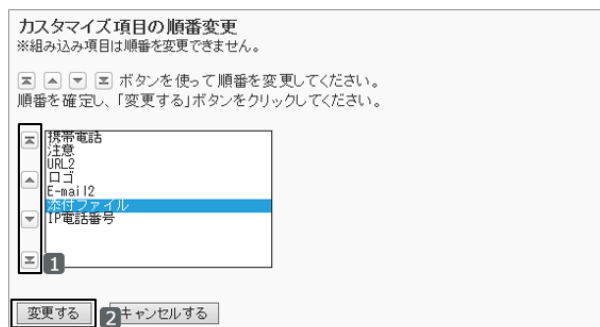 カスタマイズ項目の順番変更
※組み込み項目は順番を変更できません。
ボタンを使って順番を変更してください。
順番を確定し、「変更する」ボタンをクリックしてください。
携帯電話
注意
URL2
ロゴ
E-mail2
添付ファイル
IP電話番号
1
変更する 2 キャンセルする